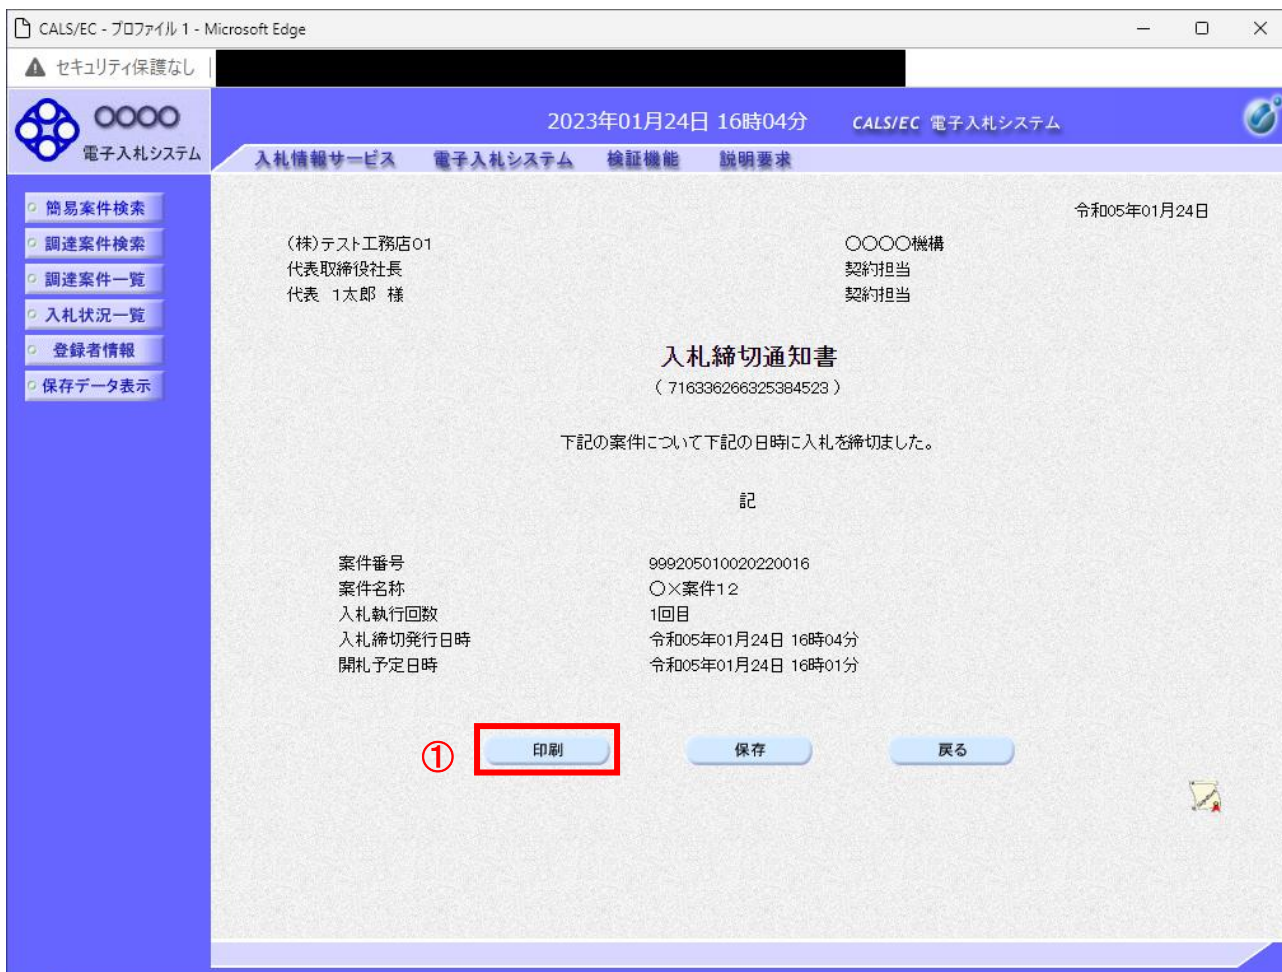 CALS/EC - プロファイル 1 - Microsoft Edge
セキュリティ保護なし
○○○○
電子入札システム
2023年01月24日 16時04分
CALS/EC 電子入札システム
入札情報サービス 電子入札システム 検証機能 説明要求
簡易案件検索
調達案件検索
調達案件一覧
入札状況一覧
登録者情報
保存データ表示
令和05年01月24日
(株)テスト工務店01
代表取締役社長
代表 1太郎 様
○○○○機構
契約担当
契約担当
入札締切通知書
(716336266325384523)
下記の案件について下記の日時に入札を締切ました。
記
案件番号 999205010020220016
案件名称 ○×案件12
入札執行回数 1回目
入札締切発行日時 令和05年01月24日 16時04分
開札予定日時 令和05年01月24日 16時01分
① 印刷 保存 戻る